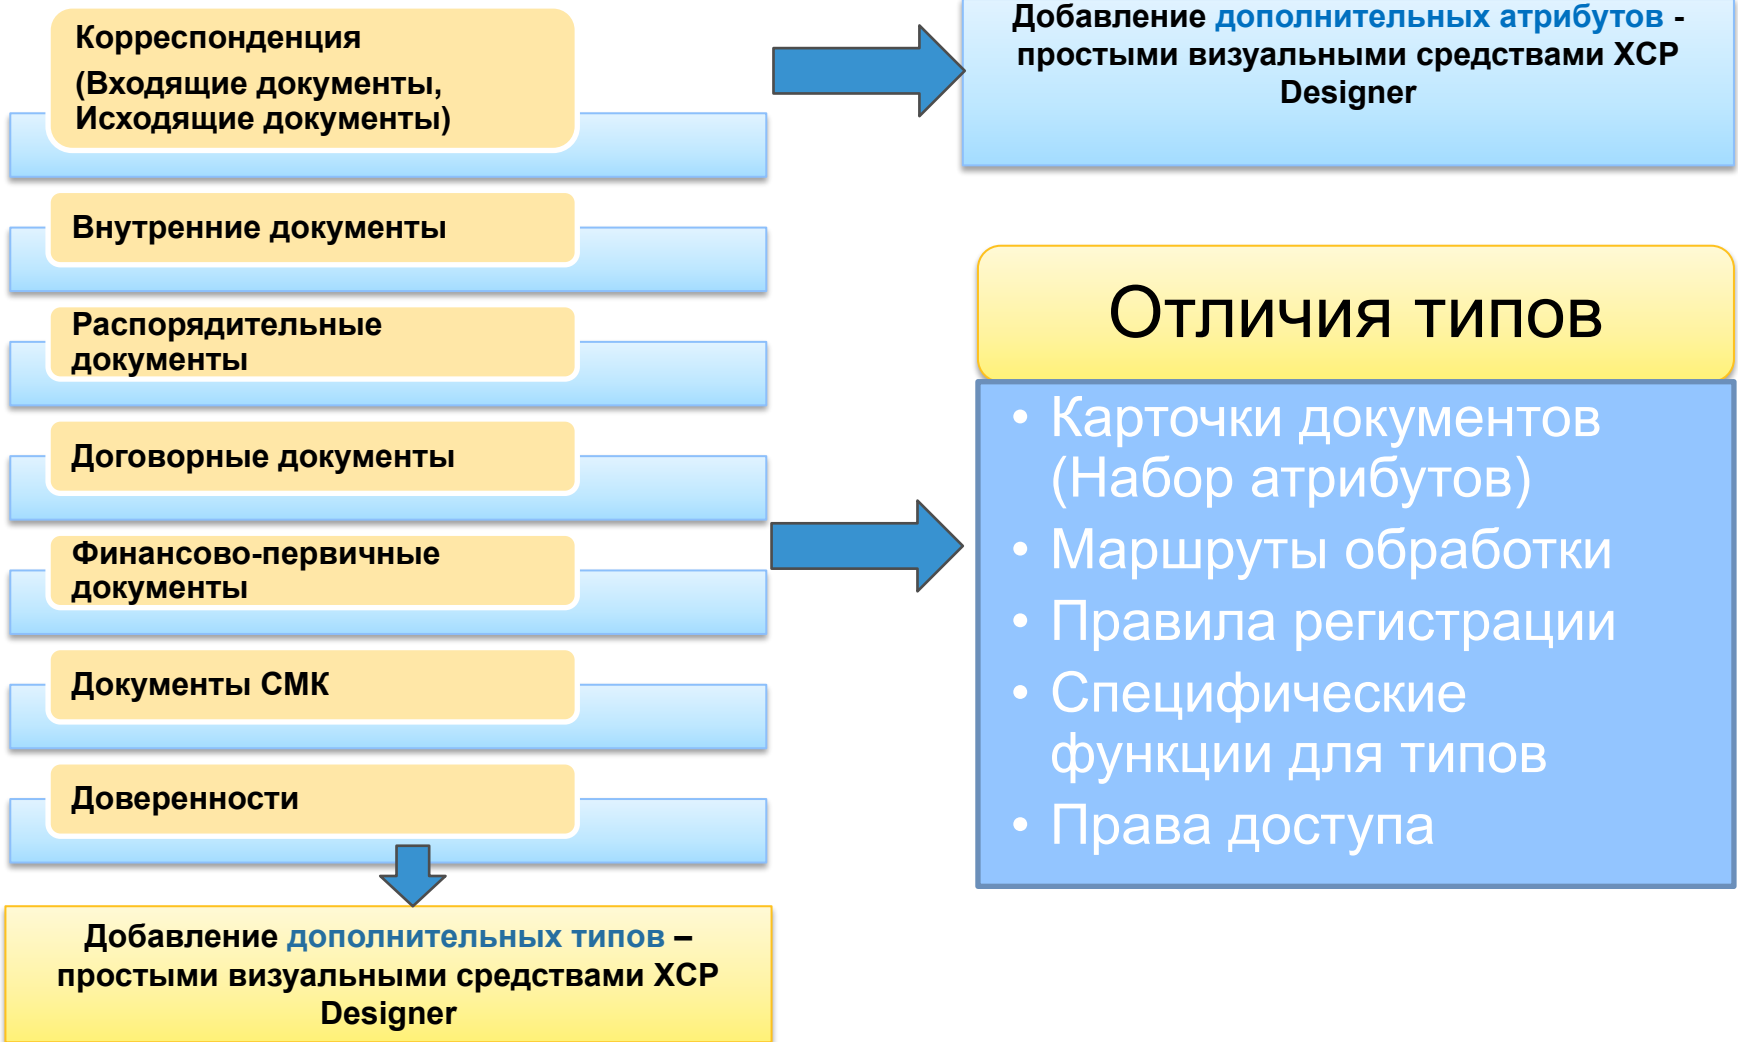 Корреспонденция
(Входящие документы,
Исходящие документы)
Внутренние документы
Распорядительные
документы
Договорные документы
Финансово-первичные
документы
Документы СМК
Доверенности
Добавление дополнительных типов –
простыми визуальными средствами XCP
Designer
Добавление дополнительных атрибутов -
простыми визуальными средствами XCP
Designer
Отличия типов
• Карточки документов
(Набор атрибутов)
• Маршруты обработки
• Правила регистрации
• Специфические
функции для типов
• Права доступа